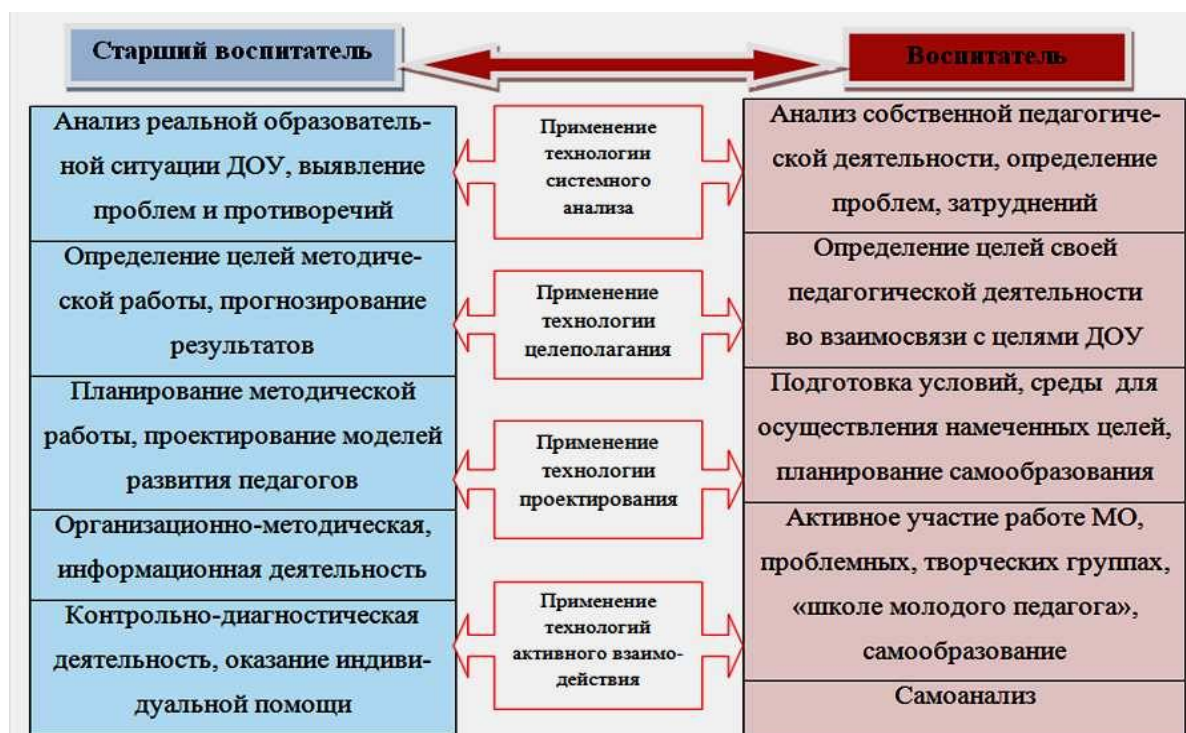 Старший воспитатель
Воспитатель
Анализ реальной образователь-
ной ситуации ДОУ, выявление
проблем и противоречий
Применение
технологии
системного
анализа
Анализ собственной педагогиче-
ской деятельности, определение
проблем, затруднений
Определение целей методиче-
ской работы, прогнозирование
результатов
Применение
технологии
целеполагания
Определение целей своей
педагогической деятельности
во взаимосвязи с целями ДОУ
Планирование методической
работы, проектирование моделей
развития педагогов
Применение
технологии
проектирования
Подготовка условий, среды для
осуществления намеченных целей,
планирование самообразования
Организационно-методическая,
информационная деятельность
Активное участие работе МО,
проблемных, творческих группах,
«школе молодого педагога»,
самообразование
Контрольно-диагностическая
деятельность, оказание индиви-
дуальной помощи
Применение
технологий
активного взаимо-
действия
Самоанализ